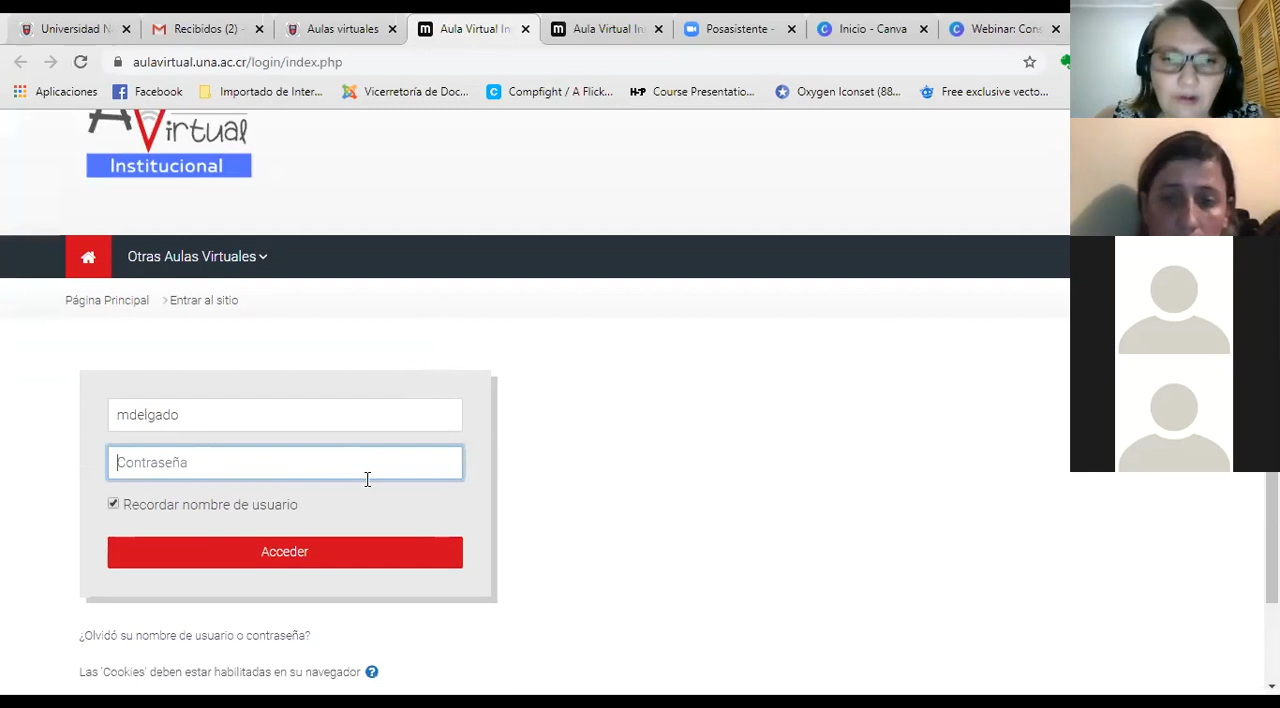 Universidad N
Recibidos (2) -
Aulas virtuales
Aula Virtual In
Aula Virtual Ins
Posasistente -
Inicio - Canva
Webinar: Cons
aulavirtual.una.ac.cr/login/index.php
Aplicaciones
Facebook
Importado de Inter...
Vicerretoría de Doc...
Compfight / A Flick...
H-P Course Presentatio...
Oxygen Iconset (88...
Free exclusive vecto...
AVirtual
Institucional
Otras Aulas Virtuales
Página Principal > Entrar al sitio
mdelgado
Contraseña
Recordar nombre de usuario
Acceder
¿Olvidó su nombre de usuario o contraseña?
Las 'Cookies' deben estar habilitadas en su navegador